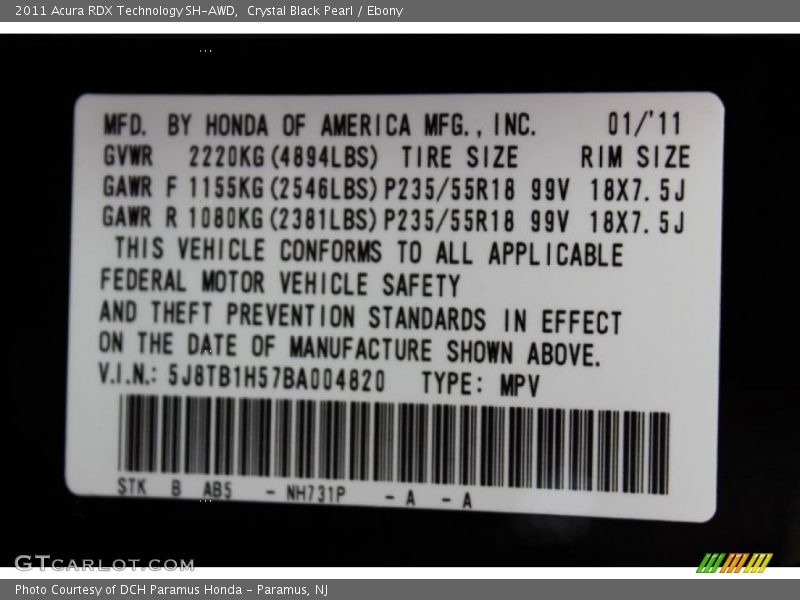 2011 Acura RDX Technology SH-AWD,  Crystal Black Pearl / Ebony
MFD. BY HONDA OF AMERICA MFG., INC. 01/'11
GVWR 2220KG(4894LBS) TIRE SIZE RIM SIZE
GAWR F 1155KG(2546LBS)P235/55R18 99V 18X7.5J
GAWR R 1080KG(2381LBS)P235/55R18 99V 18X7.5J
THIS VEHICLE CONFORMS TO ALL APPLICABLE
FEDERAL MOTOR VEHICLE SAFETY
AND THEFT PREVENTION STANDARDS IN EFFECT
ON THE DATE OF MANUFACTURE SHOWN ABOVE.
V.I.N.: 5J8TB1H57BA004820 TYPE: MPV
STK B AB5 - NH731P - A - A
GTCARLOT.COM
Photo Courtesy of DCH Paramus Honda - Paramus, NJ